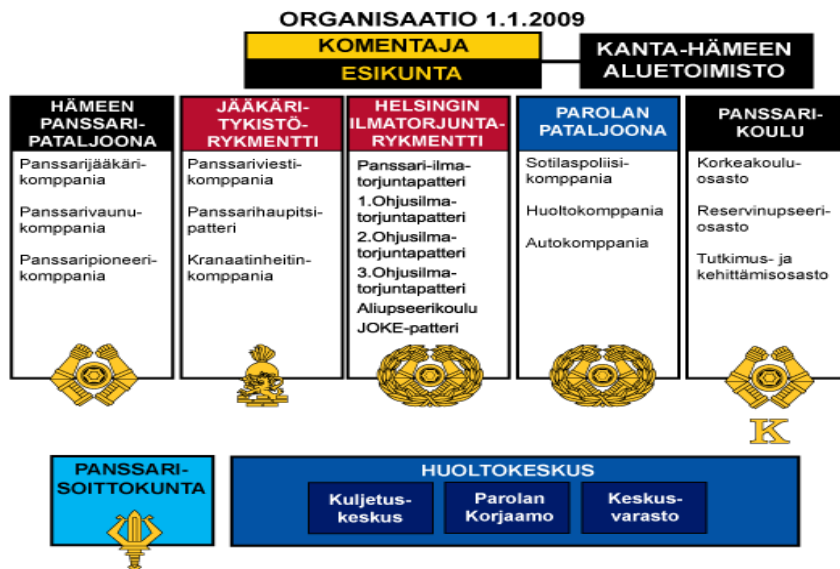 ORGANISAATIO 1.1.2009
KOMENTAJA
ESIKUNTA
KANTA-HÄMEEN
ALUETOIMISTO
HÄMEEN
PANSSARI-
PATALJOONA
Panssarijääkäri-
komppania
Panssarivaunu-
komppania
Panssaripioneeri-
komppania
JÄÄKÄRI-
TYKISTÖ-
RYKMENTTI
Panssariviesti-
komppania
Panssarihaupitsi-
patteri
Kranaatinheitin-
komppania
HELSINGIN
ILMATORJUNTA-
RYKMENTTI
Panssari-ilma-
torjuntapatteri
1.Ohjusilma-
torjuntapatteri
2.Ohjusilma-
torjuntapatteri
3.Ohjusilma-
torjuntapatteri
Aliupseerikoulu
JOKE-patteri
PAROLAN
PATALJOONA
Sotilaspoliisi-
komppania
Huoltokomppania
Autokomppania
PANSSARI-
KOULU
Korkeakoulu-
osasto
Reservinupseeri-
osasto
Tutkimus- ja
kehittämisosasto
K
PANSSARI-
SOITTOKUNTA
HUOLTOKESKUS
Kuljetus-
keskus
Parolan
Korjaamo
Keskus-
varasto